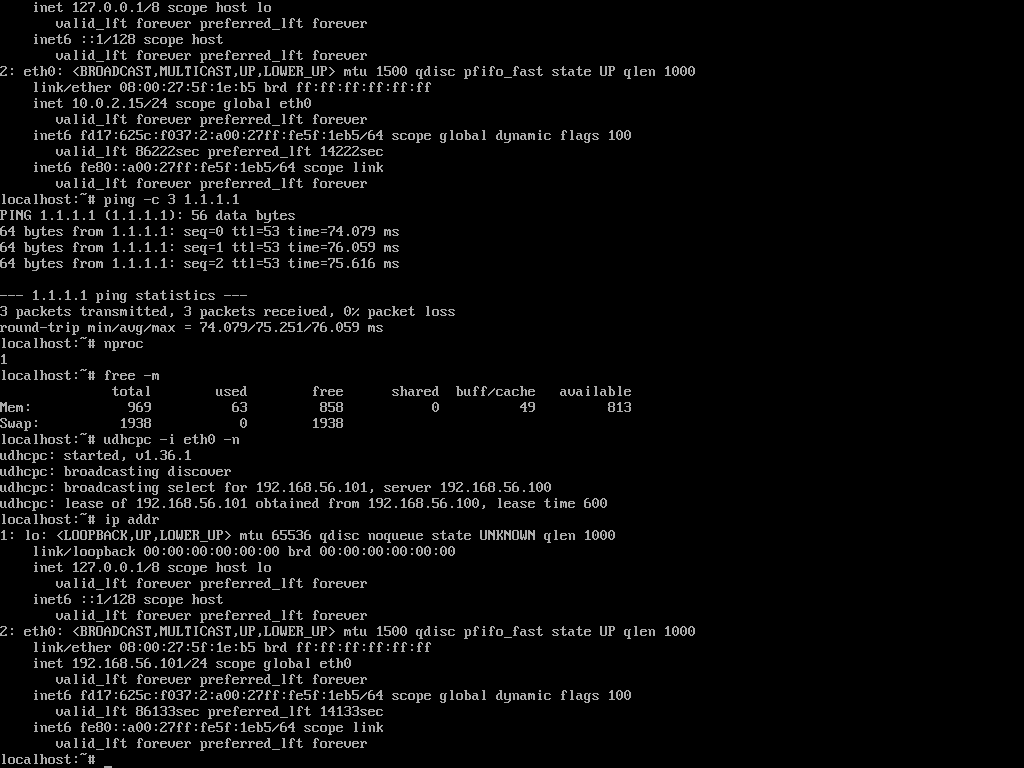 inet 127.0.0.1/8 scope host lo
valid_lft forever preferred_lft forever
inet6 ::1/128 scope host
valid_lft forever preferred_lft forever
2: eth0: <BROADCAST,MULTICAST,UP,LOWER_UP> mtu 1500 qdisc pfifo_fast state UP qlen 1000
link/ether 08:00:27:5f:1e:b5 brd ff:ff:ff:ff:ff:ff
inet 10.0.2.15/24 scope global eth0
valid_lft forever preferred_lft forever
inet6 fd17:625c:f037:2:a00:27ff:fe5f:1eb5/64 scope global dynamic flags 100
valid_lft 86222sec preferred_lft 14222sec
inet6 fe80::a00:27ff:fe5f:1eb5/64 scope link
valid_lft forever preferred_lft forever
localhost:~# ping -c 3 1.1.1.1
PING 1.1.1.1 (1.1.1.1): 56 data bytes
64 bytes from 1.1.1.1: seq=0 ttl=53 time=74.079 ms
64 bytes from 1.1.1.1: seq=1 ttl=53 time=76.059 ms
64 bytes from 1.1.1.1: seq=2 ttl=53 time=75.616 ms
--- 1.1.1.1 ping statistics ---
3 packets transmitted, 3 packets received, 0% packet loss
round-trip min/avg/max = 74.079/75.251/76.059 ms
localhost:~# nproc
1
localhost:~# free -m
total used free shared buff/cache available
Mem: 969 63 858 0 49 813
Swap: 1938 0 1938
localhost:~# udhcpc -i eth0 -n
udhcpc: started, v1.36.1
udhcpc: broadcasting discover
udhcpc: broadcasting select for 192.168.56.101, server 192.168.56.100
udhcpc: lease of 192.168.56.101 obtained from 192.168.56.100, lease time 600
localhost:~# ip addr
1: lo: <LOOPBACK,UP,LOWER_UP> mtu 65536 qdisc noqueue state UNKNOWN qlen 1000
link/loopback 00:00:00:00:00:00 brd 00:00:00:00:00:00
inet 127.0.0.1/8 scope host lo
valid_lft forever preferred_lft forever
inet6 ::1/128 scope host
valid_lft forever preferred_lft forever
2: eth0: <BROADCAST,MULTICAST,UP,LOWER_UP> mtu 1500 qdisc pfifo_fast state UP qlen 1000
link/ether 08:00:27:5f:1e:b5 brd ff:ff:ff:ff:ff:ff
inet 192.168.56.101/24 scope global eth0
valid_lft forever preferred_lft forever
inet6 fd17:625c:f037:2:a00:27ff:fe5f:1eb5/64 scope global dynamic flags 100
valid_lft 86133sec preferred_lft 14133sec
inet6 fe80::a00:27ff:fe5f:1eb5/64 scope link
valid_lft forever preferred_lft forever
localhost:~# _